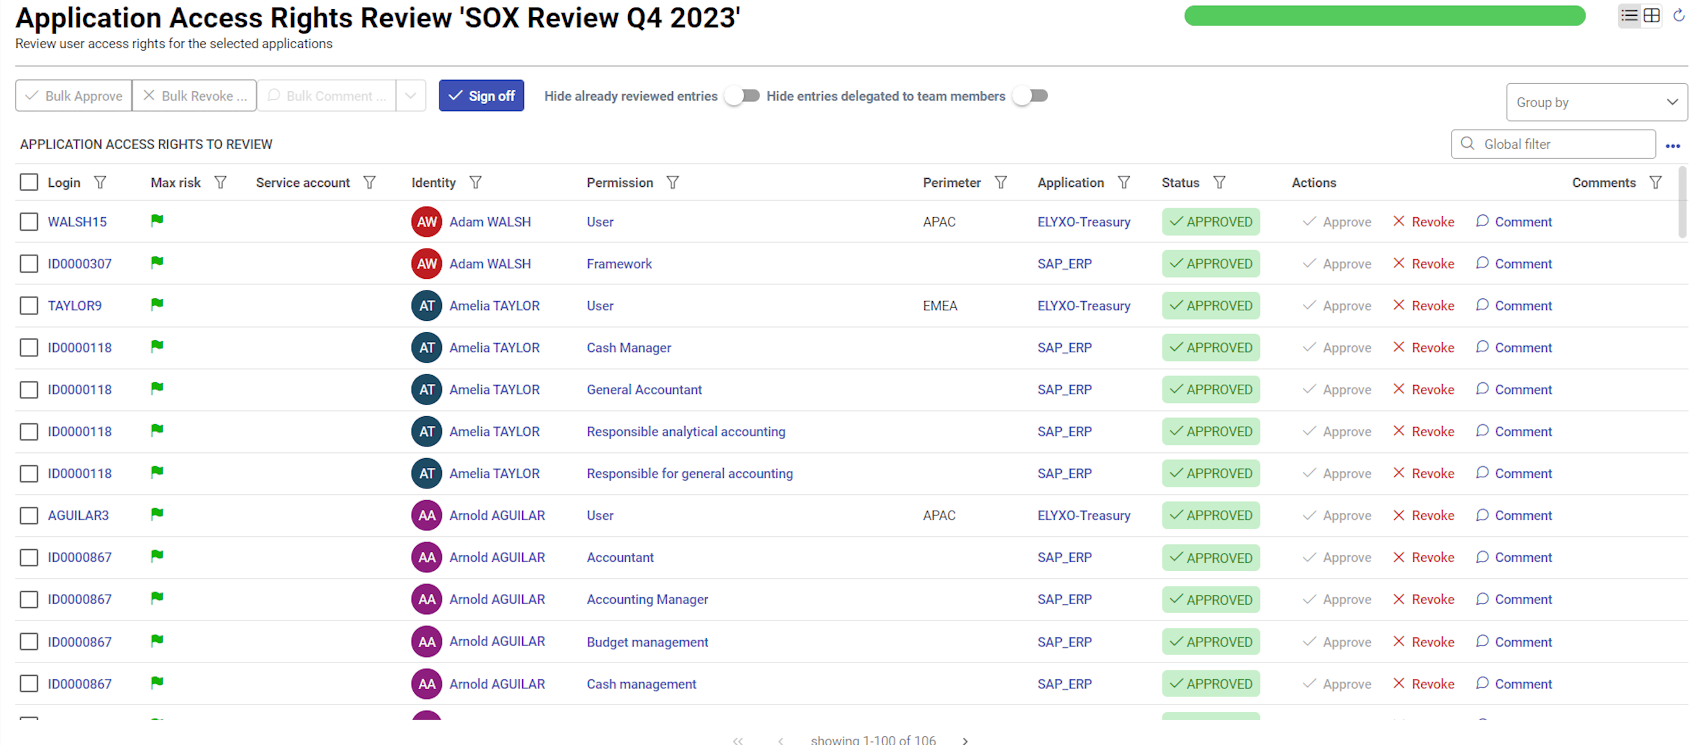 Application Access Rights Review 'SOX Review Q4 2023'
Review user access rights for the selected applications
Bulk Approve Bulk Revoke ... Bulk Comment ... Sign off Hide already reviewed entries Hide entries delegated to team members Group by
APPLICATION ACCESS RIGHTS TO REVIEW Global filter
Login Max risk Service account Identity Permission Perimeter Application Status Actions Comments
WALSH15 AW Adam WALSH User APAC ELYXO-Treasury APPROVED Approve Revoke Comment
ID0000307 AW Adam WALSH Framework SAP_ERP APPROVED Approve Revoke Comment
TAYLOR9 AT Amelia TAYLOR User EMEA ELYXO-Treasury APPROVED Approve Revoke Comment
ID0000118 AT Amelia TAYLOR Cash Manager SAP_ERP APPROVED Approve Revoke Comment
ID0000118 AT Amelia TAYLOR General Accountant SAP_ERP APPROVED Approve Revoke Comment
ID0000118 AT Amelia TAYLOR Responsible analytical accounting SAP_ERP APPROVED Approve Revoke Comment
ID0000118 AT Amelia TAYLOR Responsible for general accounting SAP_ERP APPROVED Approve Revoke Comment
AGUILAR3 AA Arnold AGUILAR User APAC ELYXO-Treasury APPROVED Approve Revoke Comment
ID0000867 AA Arnold AGUILAR Accountant SAP_ERP APPROVED Approve Revoke Comment
ID0000867 AA Arnold AGUILAR Accounting Manager SAP_ERP APPROVED Approve Revoke Comment
ID0000867 AA Arnold AGUILAR Budget management SAP_ERP APPROVED Approve Revoke Comment
ID0000867 AA Arnold AGUILAR Cash management SAP_ERP APPROVED Approve Revoke Comment
showing 1-100 of 106